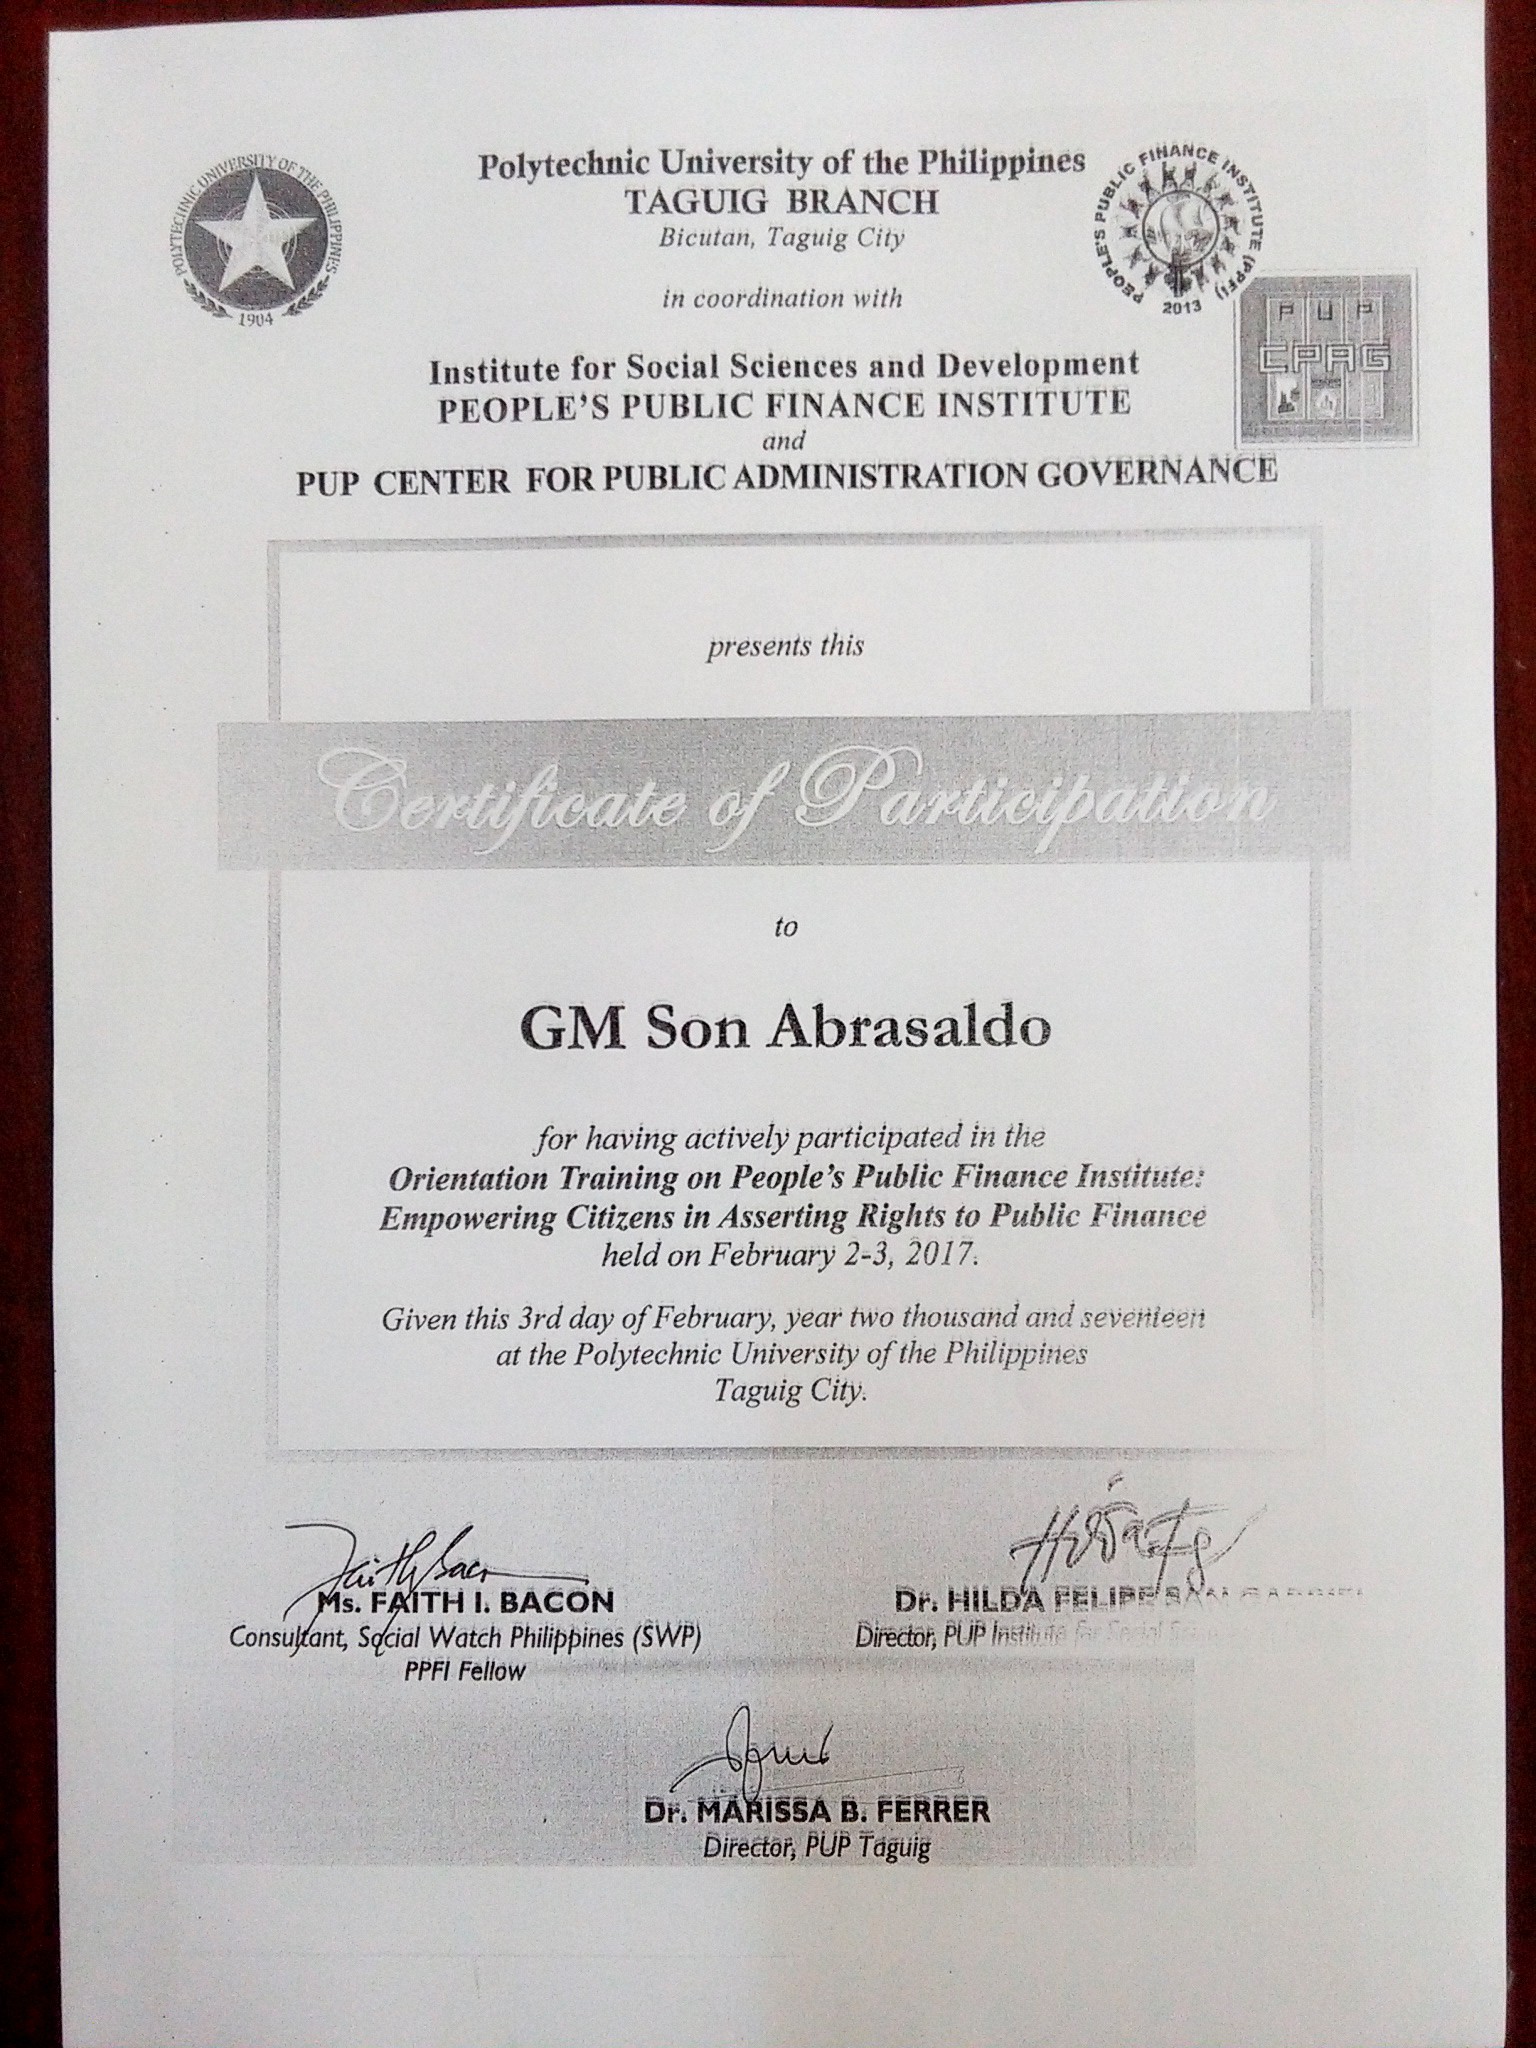 POLYTECHNIC UNIVERSITY OF THE PHILIPPINES
1904
Polytechnic University of the Philippines
TAGUIG BRANCH
Bicutan, Taguig City
in coordination with
PEOPLE'S PUBLIC FINANCE INSTITUTE (PPFI)
2013
PUP
CPAG
Institute for Social Sciences and Development
PEOPLE'S PUBLIC FINANCE INSTITUTE
and
PUP CENTER FOR PUBLIC ADMINISTRATION GOVERNANCE
presents this
Certificate of Participation
to
GM Son Abrasaldo
for having actively participated in the
Orientation Training on People's Public Finance Institute:
Empowering Citizens in Asserting Rights to Public Finance
held on February 2-3, 2017.
Given this 3rd day of February, year two thousand and seventeen
at the Polytechnic University of the Philippines
Taguig City.
Faith Bacon
Ms. FAITH I. BACON
Consultant, Social Watch Philippines (SWP)
PPFI Fellow
Dr. HILDA FELIPE SAN GABRIEL
Director, PUP Institute for Social
Dr. MARISSA B. FERRER
Director, PUP Taguig